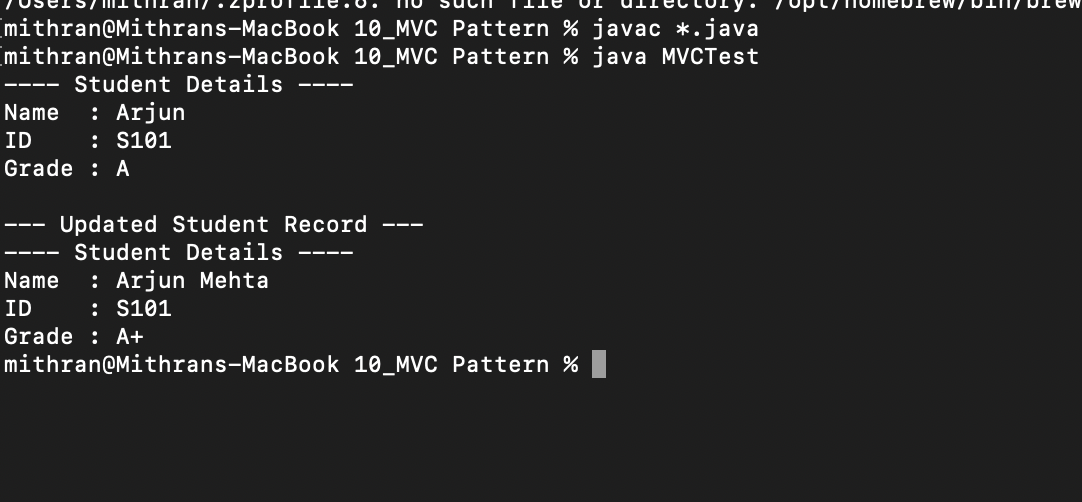 /Users/mithran/.zprofile:6: no such file or directory: /opt/homebrew/bin/brew
mithran@Mithrans-MacBook 10_MVC Pattern % javac *.java
mithran@Mithrans-MacBook 10_MVC Pattern % java MVCTest
---- Student Details ----
Name  : Arjun
ID    : S101
Grade : A

--- Updated Student Record ---
---- Student Details ----
Name  : Arjun Mehta
ID    : S101
Grade : A+
mithran@Mithrans-MacBook 10_MVC Pattern %